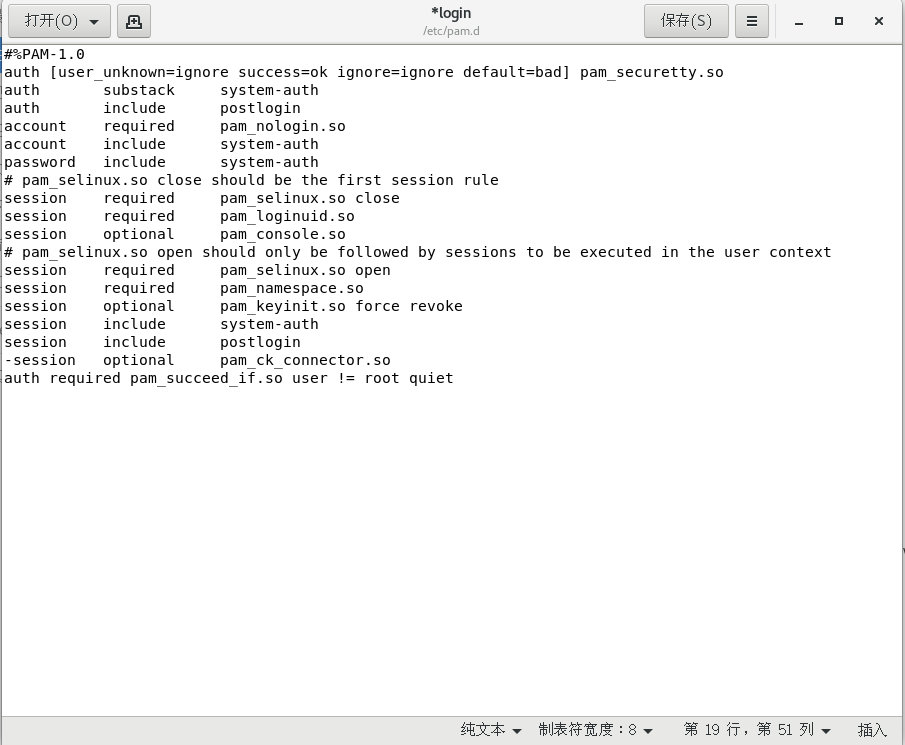 打开(O)
*login
/etc/pam.d
保存(S)
#%PAM-1.0
auth [user_unknown=ignore success=ok ignore=ignore default=bad] pam_securetty.so
auth       substack     system-auth
auth       include      postlogin
account    required     pam_nologin.so
account    include      system-auth
password   include      system-auth
# pam_selinux.so close should be the first session rule
session    required     pam_selinux.so close
session    required     pam_loginuid.so
session    optional     pam_console.so
# pam_selinux.so open should only be followed by sessions to be executed in the user context
session    required     pam_selinux.so open
session    required     pam_namespace.so
session    optional     pam_keyinit.so force revoke
session    include      system-auth
session    include      postlogin
-session   optional     pam_ck_connector.so
auth required pam_succeed_if.so user != root quiet
纯文本 制表符宽度：8 第 19 行，第 51 列 插入